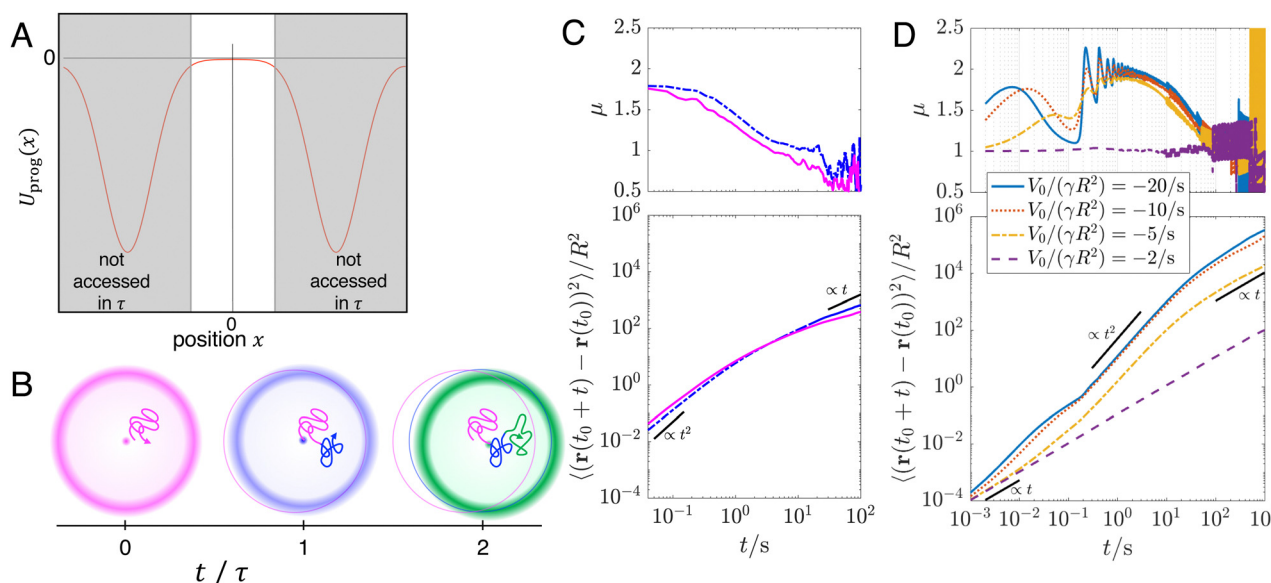 A
0
U_prog(x)
not
accessed
in τ
not
accessed
in τ
0
position x
B
0
1
2
t / τ
C
2.5
2
1.5
1
0.5
μ
10^6
10^4
10^2
10^0
10^−2
10^−4
⟨(r(t_0 + t) − r(t_0))^2⟩/R^2
∝ t
∝ t^2
10^−1
10^0
10^1
10^2
t/s
D
2.5
2
1.5
1
0.5
μ
V_0/(γR^2) = −20/s
V_0/(γR^2) = −10/s
V_0/(γR^2) = −5/s
V_0/(γR^2) = −2/s
10^6
10^4
10^2
10^0
10^−2
10^−4
⟨(r(t_0 + t) − r(t_0))^2⟩/R^2
∝ t^2
∝ t
∝ t
10^−3
10^−2
10^−1
10^0
10^1
10^2
t/s